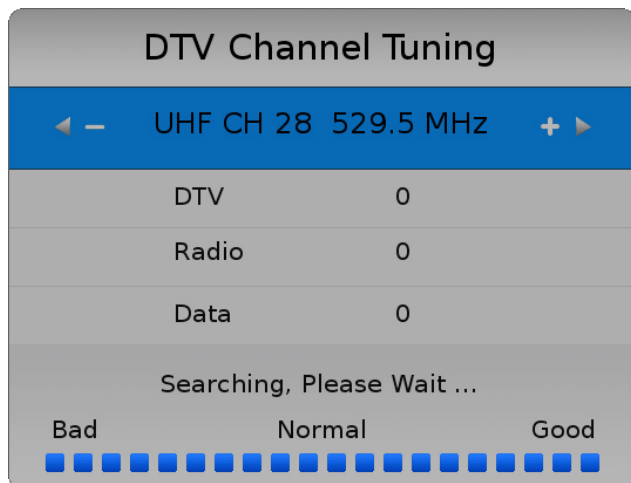 DTV Channel Tuning
− UHF CH 28 529.5 MHz +
DTV 0
Radio 0
Data 0
Searching, Please Wait ...
Bad Normal Good